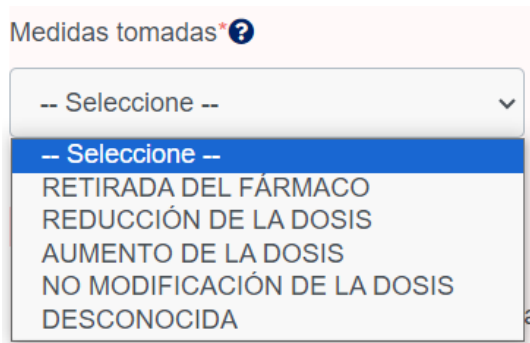 Medidas tomadas*?
-- Seleccione --
-- Seleccione --
RETIRADA DEL FÁRMACO
REDUCCIÓN DE LA DOSIS
AUMENTO DE LA DOSIS
NO MODIFICACIÓN DE LA DOSIS
DESCONOCIDA